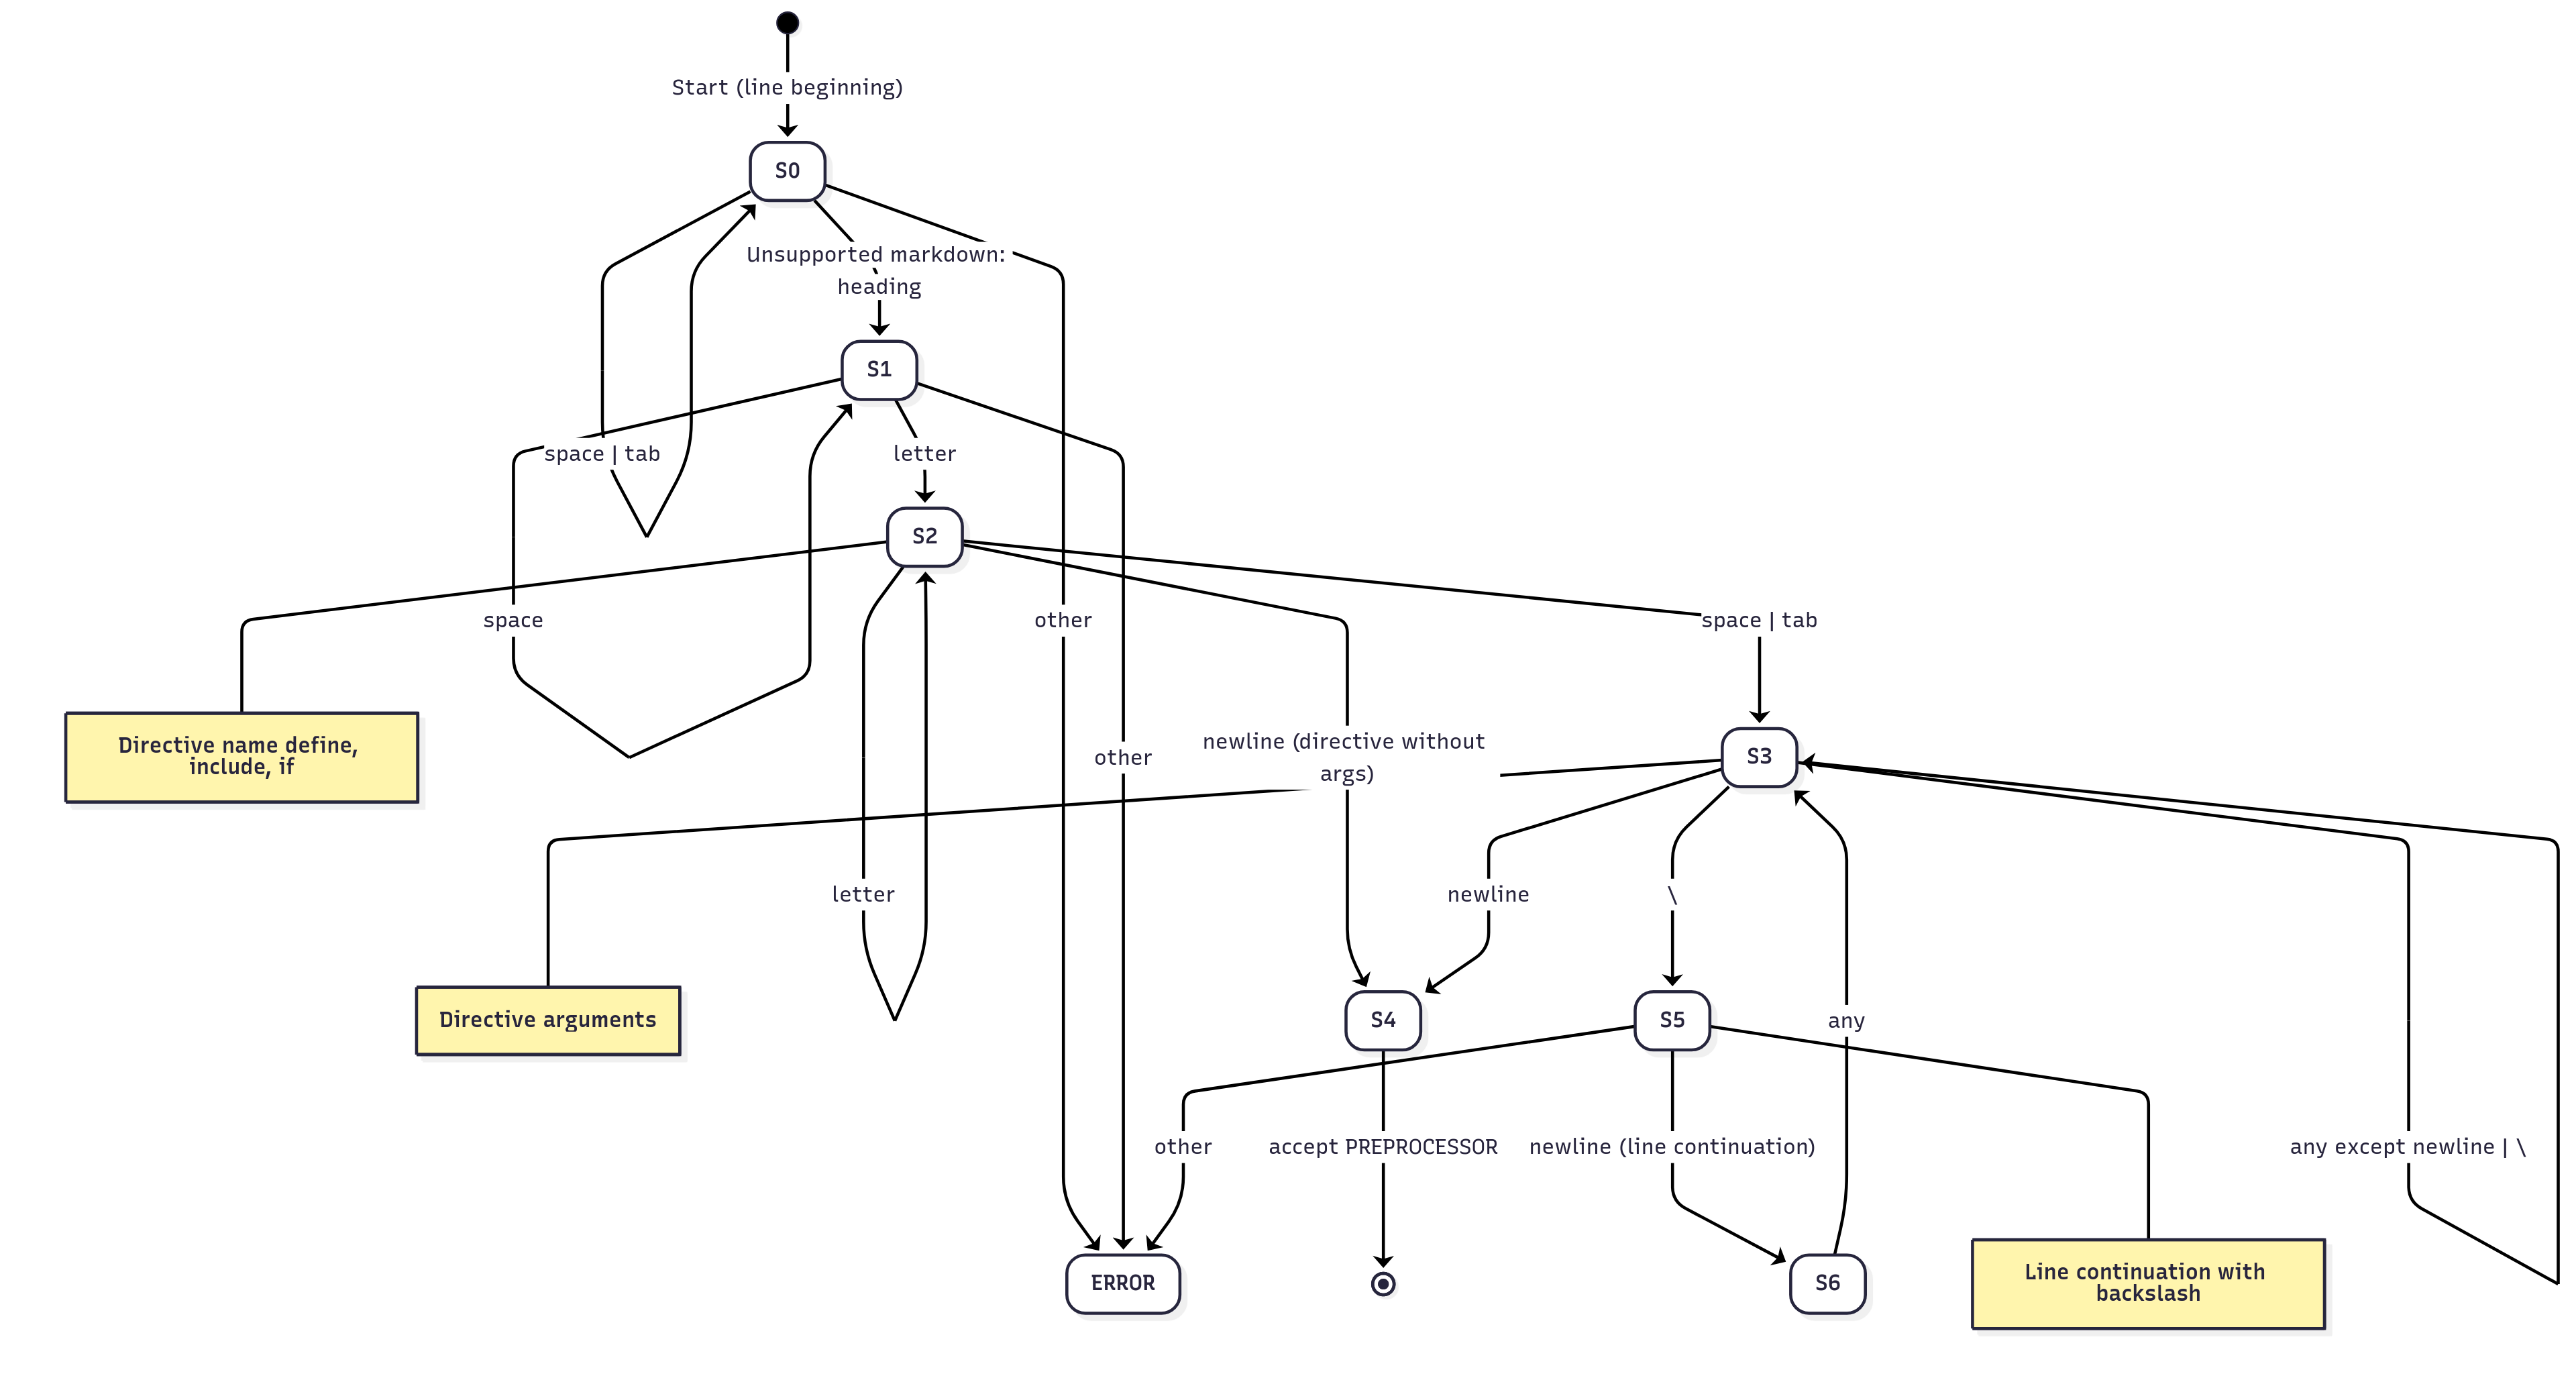 Start (line beginning)
S0
Unsupported markdown:
heading
S1
space | tab
letter
S2
space
other
space | tab
Directive name define,
include, if
other
newline (directive without
args)
S3
letter
newline
\
Directive arguments
S4
S5
any
other
accept PREPROCESSOR
newline (line continuation)
any except newline | \
ERROR
S6
Line continuation with
backslash